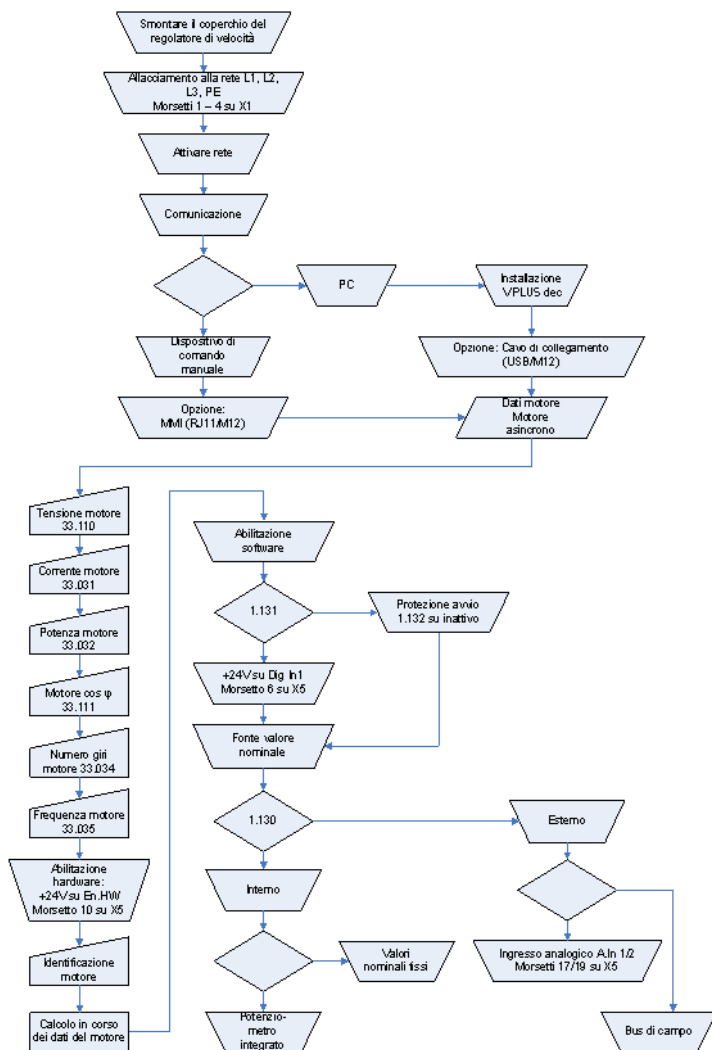 Smontare il coperchio del
regolatore di velocità
Allacciamento alla rete L1, L2,
L3, PE
Morsetti 1 – 4 su X1
Attivare rete
Comunicazione
PC
Installazione
VPLUS dec
Dispositivo di
comando
manuale
Opzione: Cavo di collegamento
(USB/M12)
Opzione:
MMI (RJ11/M12)
Dati motore
Motore
asincrono
Tensione motore
33.110
Corrente motore
33.031
Potenza motore
33.032
Motore cos φ
33.111
Numero giri
motore 33.034
Frequenza motore
33.035
Abilitazione
hardware:
+24V su En.HW
Morsetto 10 su X5
Identificazione
motore
Calcolo in corso
dei dati del motore
Abilitazione
software
1.131
Protezione avvio
1.132 su inattivo
+24V su Dig In1
Morsetto 6 su X5
Fonte valore
nominale
1.130
Esterno
Interno
Valori
nominali fissi
Ingresso analogico A.In 1/2
Morsetti 17/19 su X5
Potenzio-
metro
integrato
Bus di campo